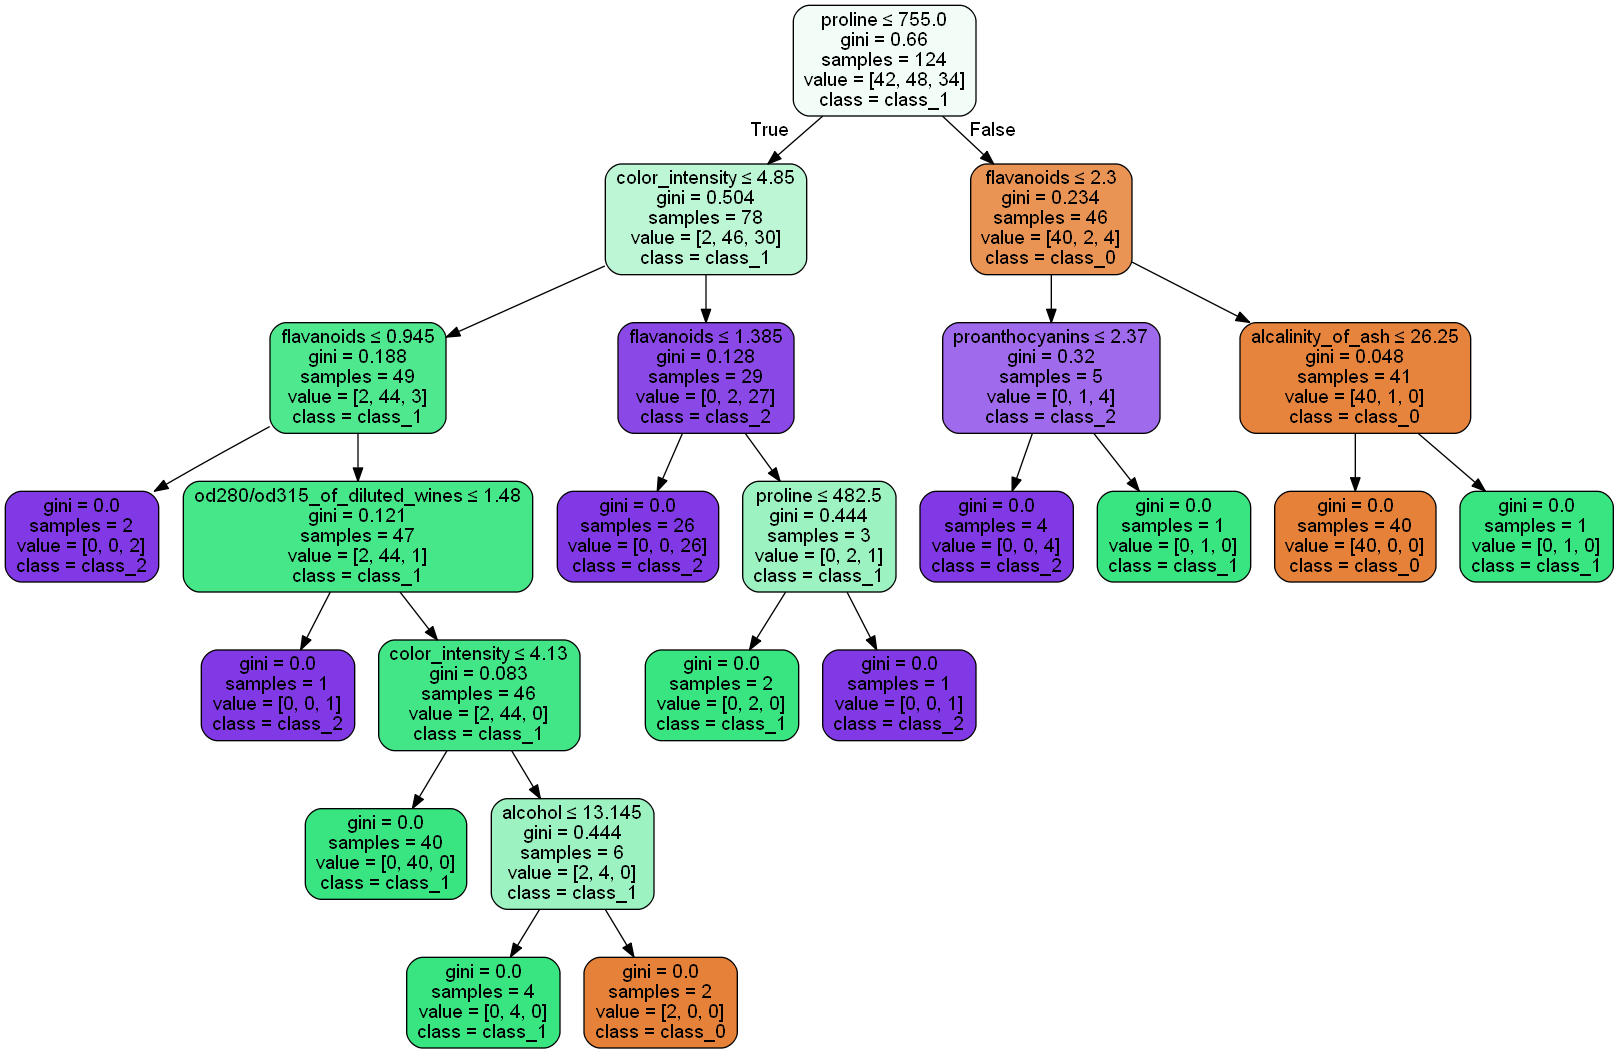 proline ≤ 755.0
gini = 0.66
samples = 124
value = [42, 48, 34]
class = class_1
True
False
color_intensity ≤ 4.85
gini = 0.504
samples = 78
value = [2, 46, 30]
class = class_1
flavanoids ≤ 2.3
gini = 0.234
samples = 46
value = [40, 2, 4]
class = class_0
flavanoids ≤ 0.945
gini = 0.188
samples = 49
value = [2, 44, 3]
class = class_1
flavanoids ≤ 1.385
gini = 0.128
samples = 29
value = [0, 2, 27]
class = class_2
proanthocyanins ≤ 2.37
gini = 0.32
samples = 5
value = [0, 1, 4]
class = class_2
alcalinity_of_ash ≤ 26.25
gini = 0.048
samples = 41
value = [40, 1, 0]
class = class_0
gini = 0.0
samples = 2
value = [0, 0, 2]
class = class_2
od280/od315_of_diluted_wines ≤ 1.48
gini = 0.121
samples = 47
value = [2, 44, 1]
class = class_1
gini = 0.0
samples = 26
value = [0, 0, 26]
class = class_2
proline ≤ 482.5
gini = 0.444
samples = 3
value = [0, 2, 1]
class = class_1
gini = 0.0
samples = 4
value = [0, 0, 4]
class = class_2
gini = 0.0
samples = 1
value = [0, 1, 0]
class = class_1
gini = 0.0
samples = 40
value = [40, 0, 0]
class = class_0
gini = 0.0
samples = 1
value = [0, 1, 0]
class = class_1
gini = 0.0
samples = 1
value = [0, 0, 1]
class = class_2
color_intensity ≤ 4.13
gini = 0.083
samples = 46
value = [2, 44, 0]
class = class_1
gini = 0.0
samples = 2
value = [0, 2, 0]
class = class_1
gini = 0.0
samples = 1
value = [0, 0, 1]
class = class_2
gini = 0.0
samples = 40
value = [0, 40, 0]
class = class_1
alcohol ≤ 13.145
gini = 0.444
samples = 6
value = [2, 4, 0]
class = class_1
gini = 0.0
samples = 4
value = [0, 4, 0]
class = class_1
gini = 0.0
samples = 2
value = [2, 0, 0]
class = class_0